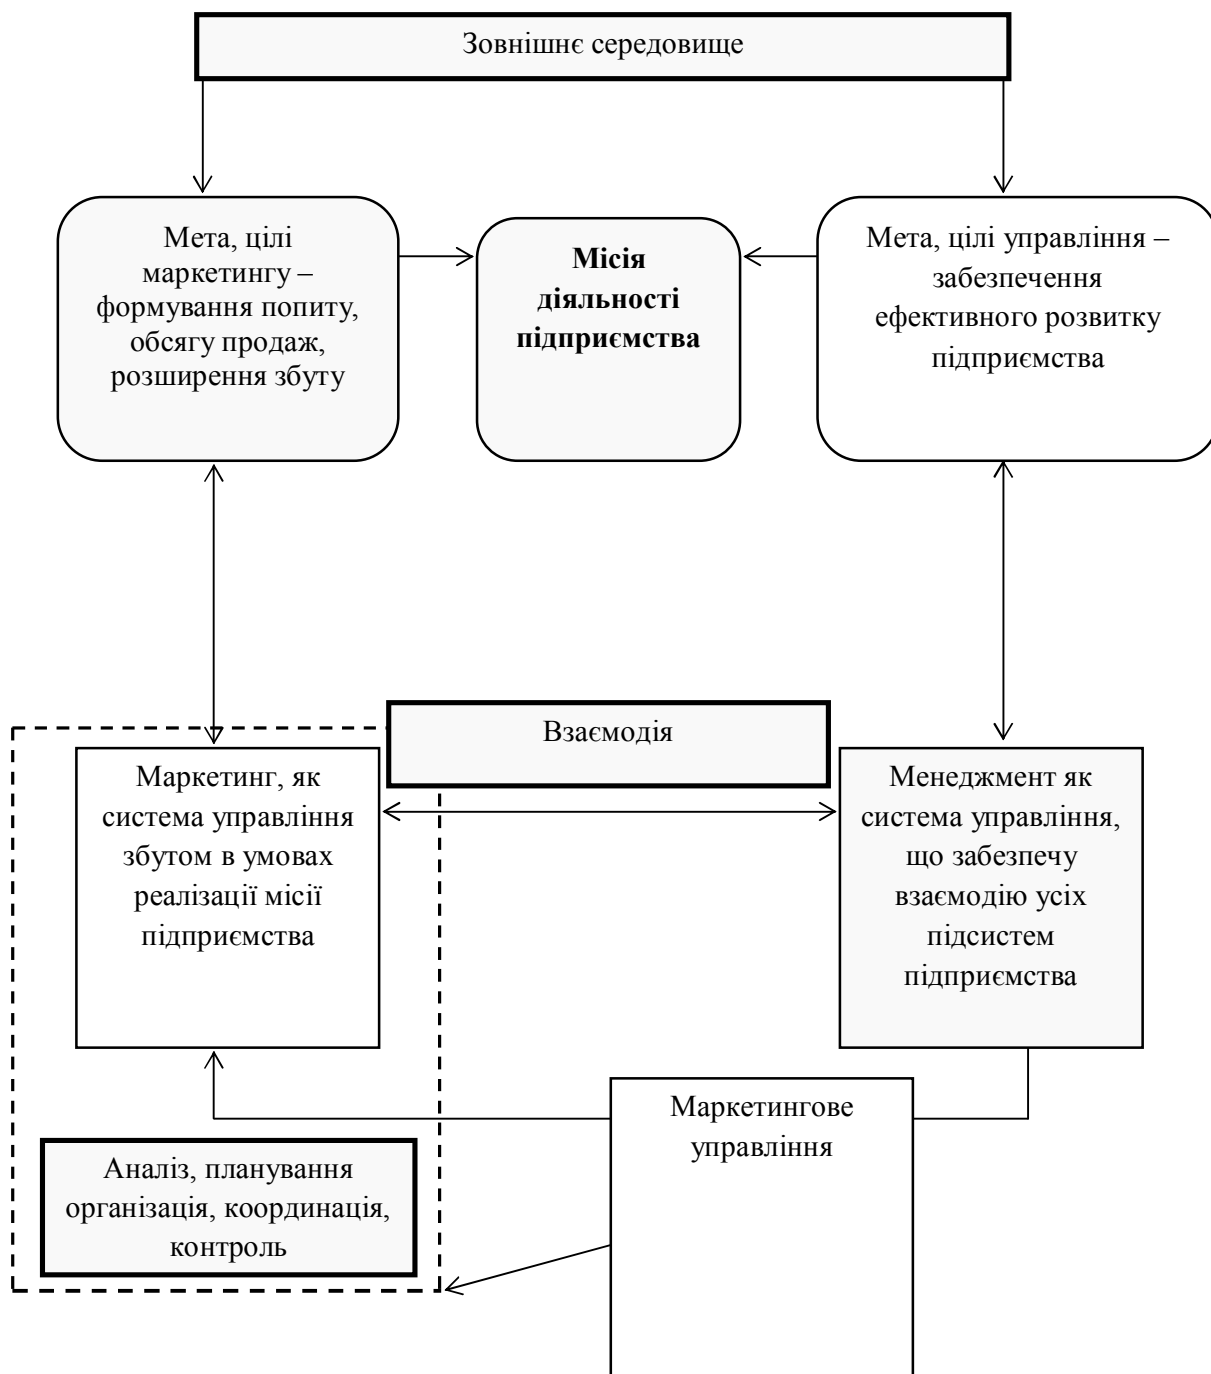 Зовнішнє середовище
Мета, цілі
маркетингу –
формування попиту,
обсягу продаж,
розширення збуту
Місія
діяльності
підприємства
Мета, цілі управління –
забезпечення
ефективного розвитку
підприємства
Взаємодія
Маркетинг, як
система управління
збутом в умовах
реалізації місії
підприємства
Менеджмент як
система управління,
що забезпечу
взаємодію усіх
підсистем
підприємства
Маркетингове
управління
Аналіз, планування
організація, координація,
контроль